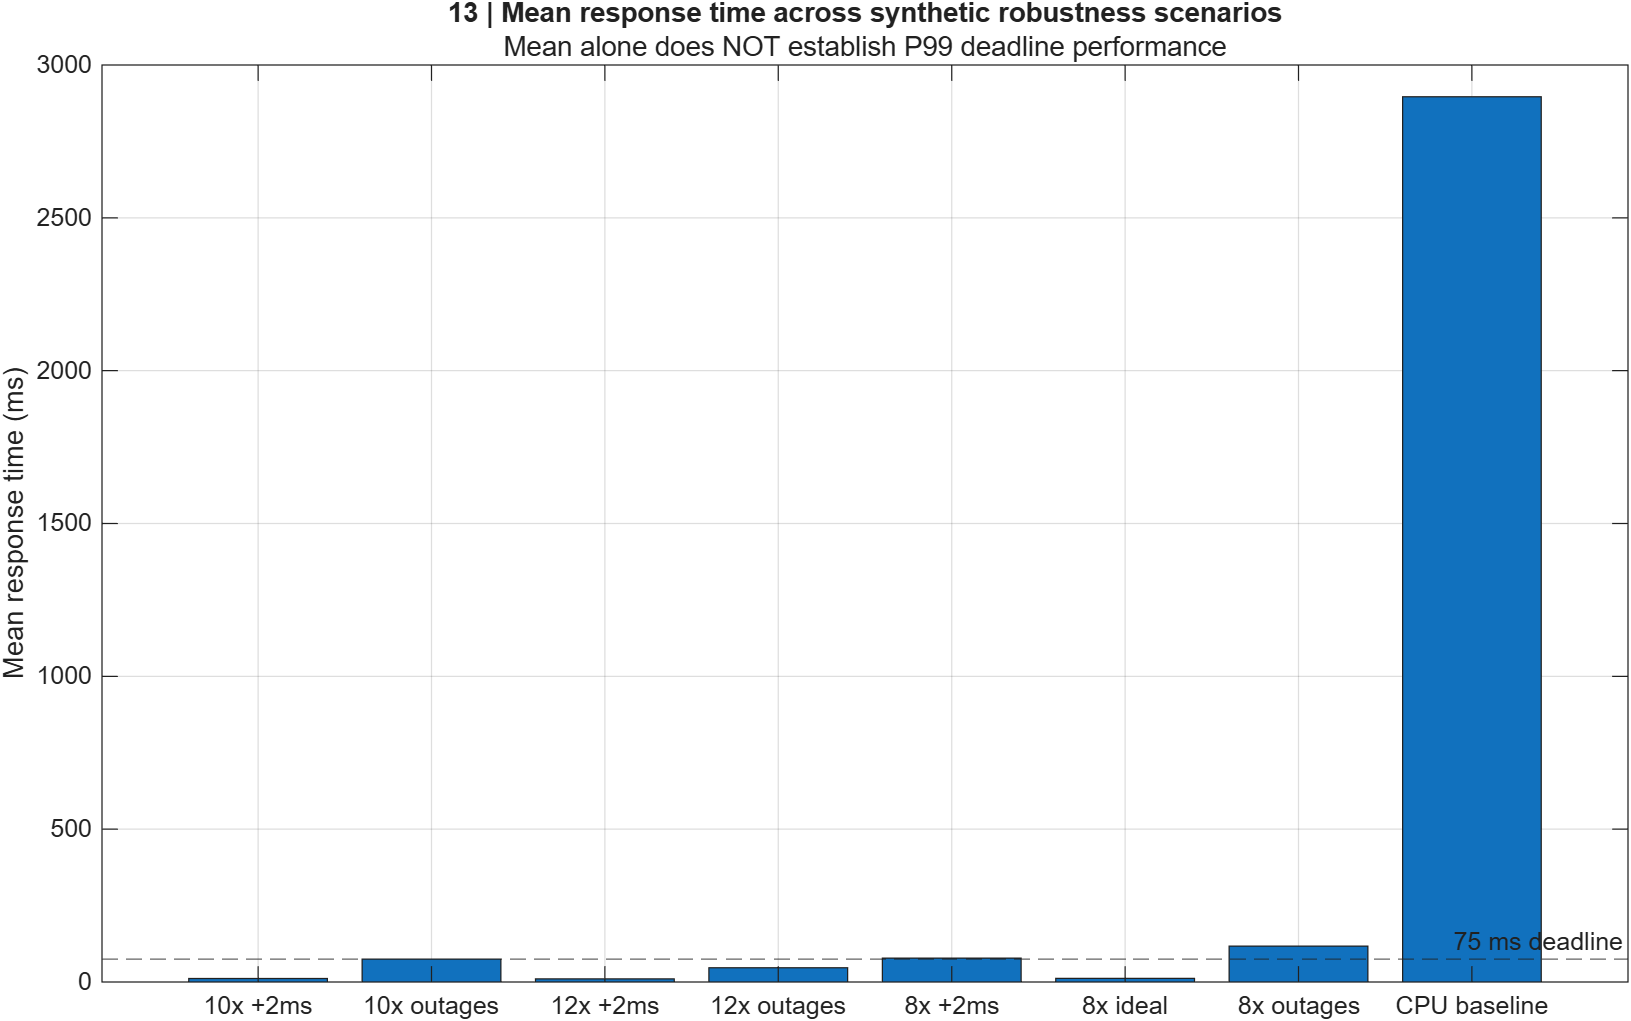 13 | Mean response time across synthetic robustness scenarios
Mean alone does NOT establish P99 deadline performance
Mean response time (ms)
3000
2500
2000
1500
1000
500
0
75 ms deadline
10x +2ms
10x outages
12x +2ms
12x outages
8x +2ms
8x ideal
8x outages
CPU baseline